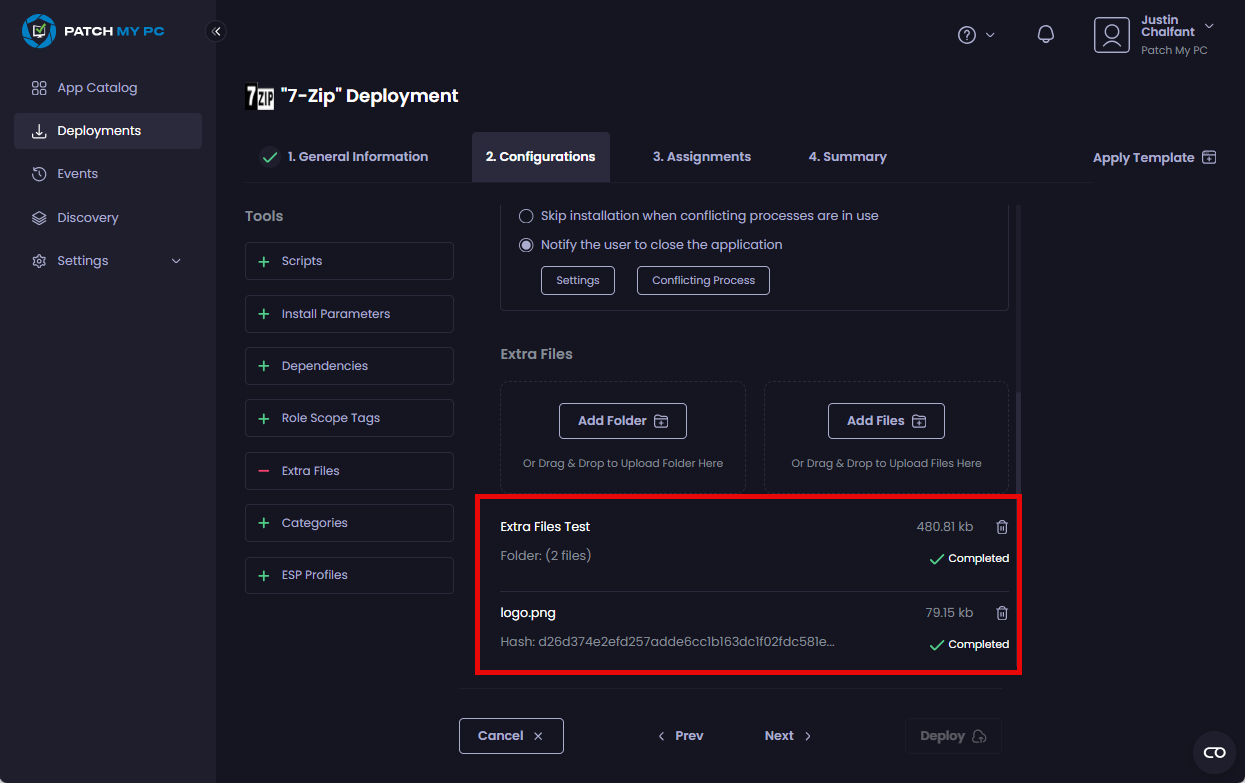 PATCH MY PC
Justin
Chalfant
Patch My PC
App Catalog
Deployments
Events
Discovery
Settings
7ZIP "7-Zip" Deployment
1. General Information
2. Configurations
3. Assignments
4. Summary
Apply Template
Tools
Scripts
Install Parameters
Dependencies
Role Scope Tags
Extra Files
Categories
ESP Profiles
Skip installation when conflicting processes are in use
Notify the user to close the application
Settings
Conflicting Process
Extra Files
Add Folder
Or Drag & Drop to Upload Folder Here
Add Files
Or Drag & Drop to Upload Files Here
Extra Files Test
480.81 kb
Folder: (2 files)
Completed
logo.png
79.15 kb
Hash: d26d374e2efd257adde6cc1b163dc1f02fdc581e...
Completed
Cancel
Prev
Next
Deploy